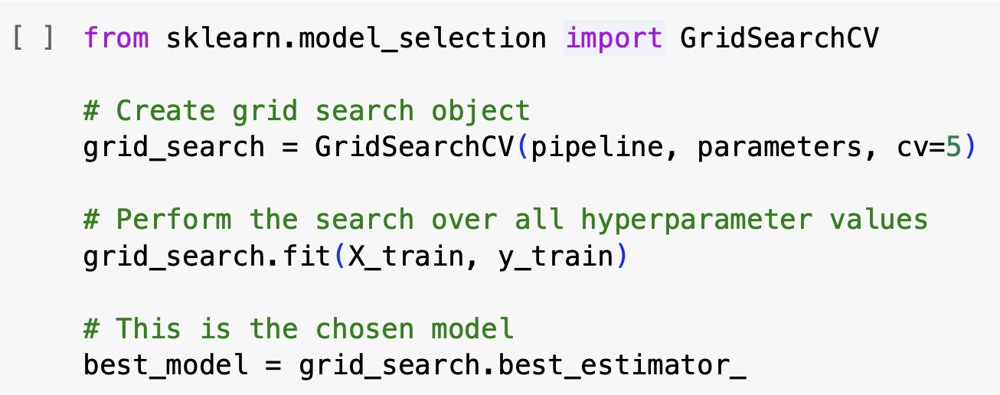 [ ] from sklearn.model_selection import GridSearchCV
# Create grid search object
grid_search = GridSearchCV(pipeline, parameters, cv=5)
# Perform the search over all hyperparameter values
grid_search.fit(X_train, y_train)
# This is the chosen model
best_model = grid_search.best_estimator_